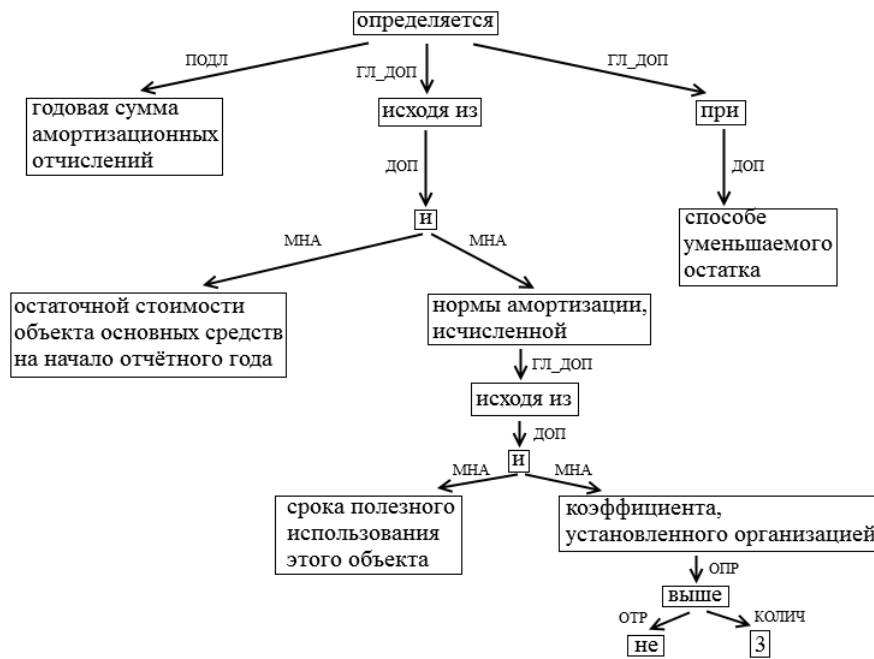 определяется
ПОДЛ
ГЛ_ДОП
ГЛ_ДОП
годовая сумма
амортизационных
отчислений
исходя из
при
ДОП
ДОП
и
способе
уменьшаемого
остатка
МНА
МНА
остаточной стоимости
объекта основных средств
на начало отчётного года
нормы амортизации,
исчисленной
ГЛ_ДОП
исходя из
ДОП
и
МНА
МНА
срока полезного
использования
этого объекта
коэффициента,
установленного организацией
ОПР
выше
ОТР
КОЛИЧ
не
3